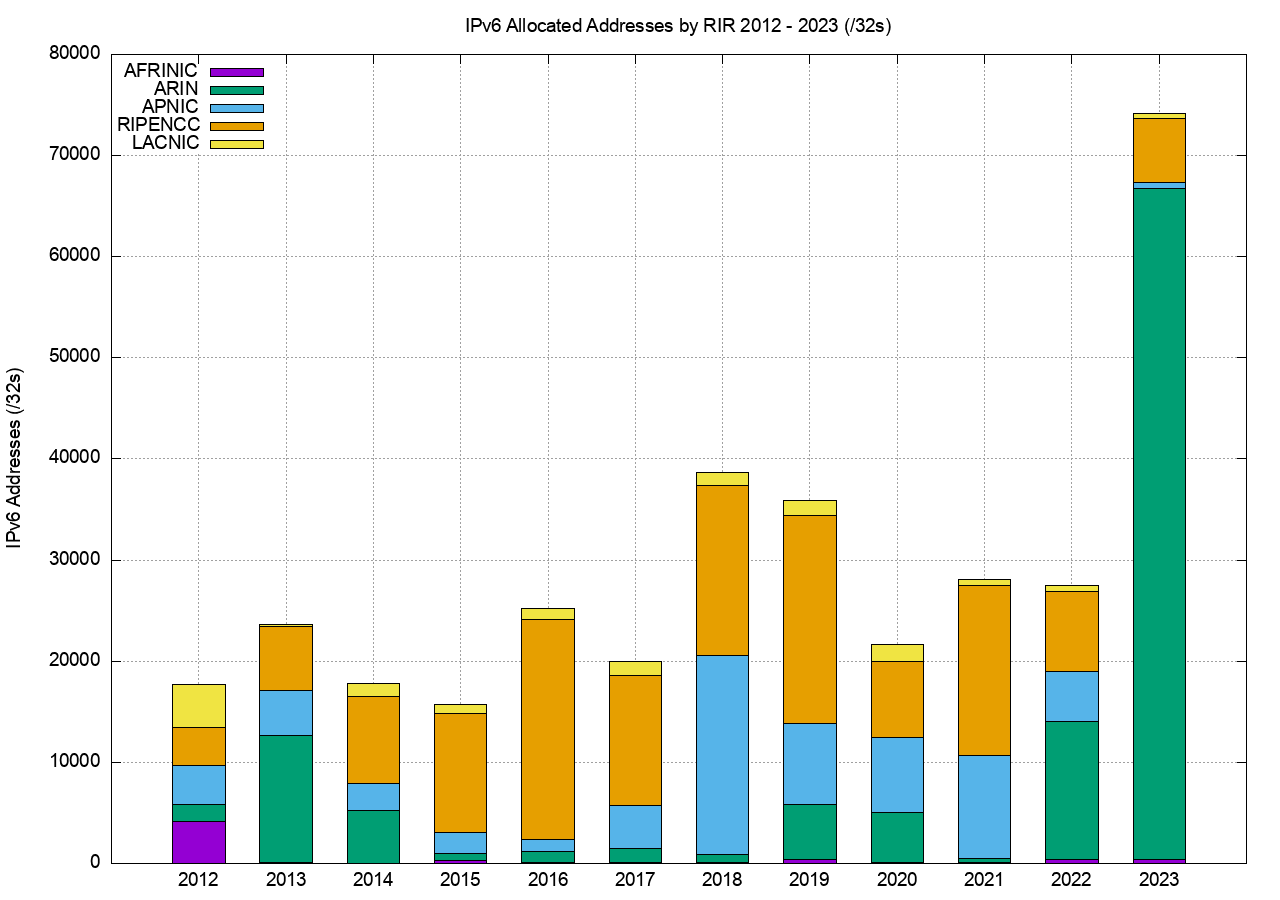 IPv6 Allocated Addresses by RIR 2012 - 2023 (/32s)
80000
70000
60000
50000
40000
30000
20000
10000
0
IPv6 Addresses (/32s)
AFRINIC
ARIN
APNIC
RIPENCC
LACNIC
2012 2013 2014 2015 2016 2017 2018 2019 2020 2021 2022 2023